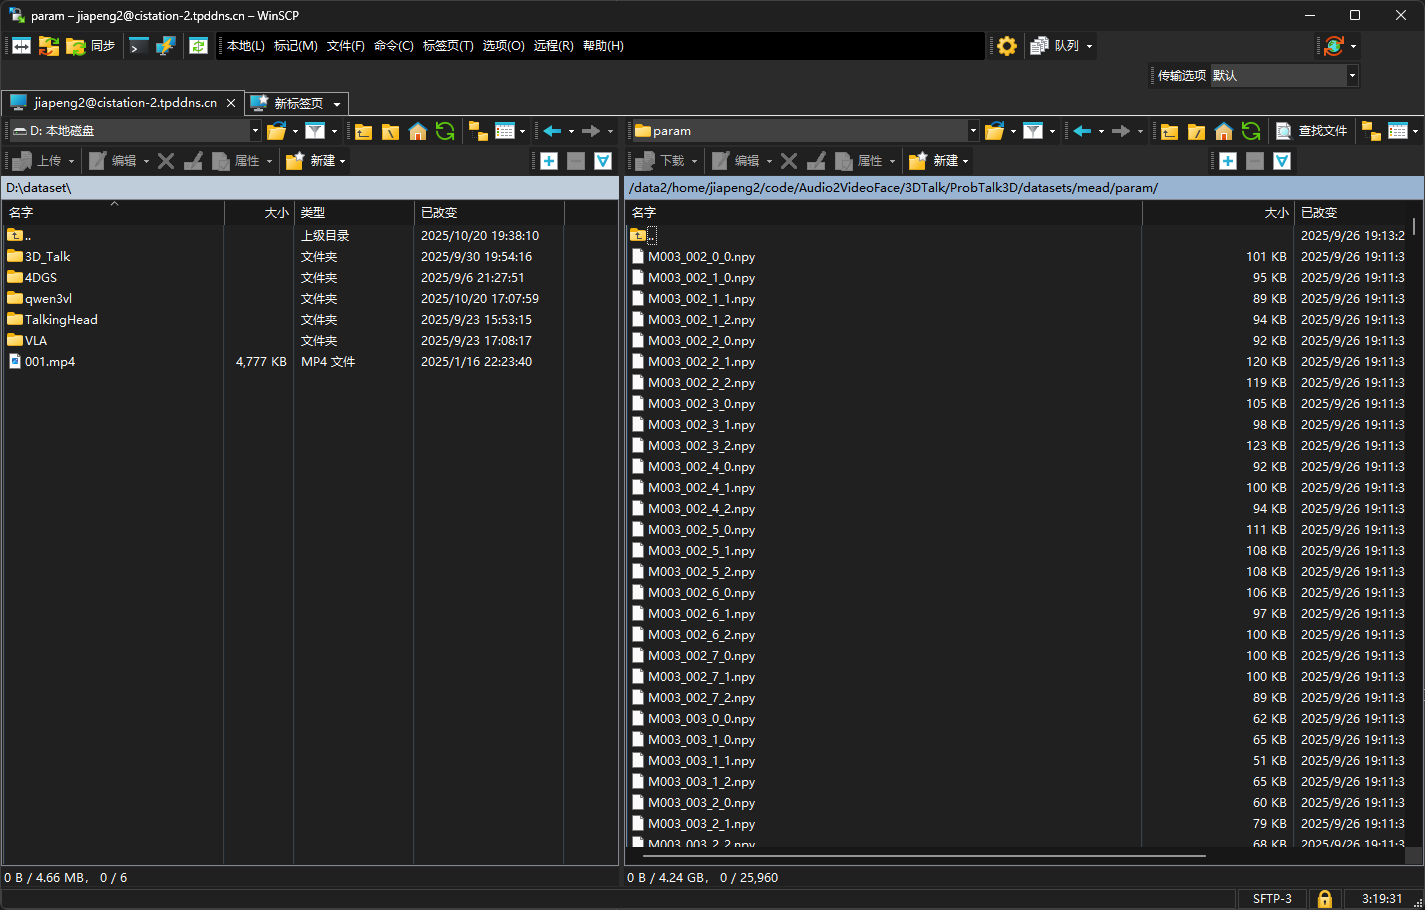 param – jiapeng2@cistation-2.tpddns.cn – WinSCP
同步 本地(L) 标记(M) 文件(F) 命令(C) 标签页(T) 选项(O) 远程(R) 帮助(H) 队列
传输选项 默认
jiapeng2@cistation-2.tpddns.cn 新标签页
D: 本地磁盘
上传 编辑 属性 新建
D:\dataset\
名字 大小 类型 已改变
.. 上级目录 2025/10/20 19:38:10
3D_Talk 文件夹 2025/9/30 19:54:16
4DGS 文件夹 2025/9/6 21:27:51
qwen3vl 文件夹 2025/10/20 17:07:59
TalkingHead 文件夹 2025/9/23 15:53:15
VLA 文件夹 2025/9/23 17:08:17
001.mp4 4,777 KB MP4 文件 2025/1/16 22:23:40
0 B / 4.66 MB, 0 / 6
param 查找文件
下载 编辑 属性 新建
/data2/home/jiapeng2/code/Audio2VideoFace/3DTalk/ProbTalk3D/datasets/mead/param/
名字 大小 已改变
.. 2025/9/26 19:13:2
M003_002_0_0.npy 101 KB 2025/9/26 19:11:3
M003_002_1_0.npy 95 KB 2025/9/26 19:11:3
M003_002_1_1.npy 89 KB 2025/9/26 19:11:3
M003_002_1_2.npy 94 KB 2025/9/26 19:11:3
M003_002_2_0.npy 92 KB 2025/9/26 19:11:3
M003_002_2_1.npy 120 KB 2025/9/26 19:11:3
M003_002_2_2.npy 119 KB 2025/9/26 19:11:3
M003_002_3_0.npy 105 KB 2025/9/26 19:11:3
M003_002_3_1.npy 98 KB 2025/9/26 19:11:3
M003_002_3_2.npy 123 KB 2025/9/26 19:11:3
M003_002_4_0.npy 92 KB 2025/9/26 19:11:3
M003_002_4_1.npy 100 KB 2025/9/26 19:11:3
M003_002_4_2.npy 94 KB 2025/9/26 19:11:3
M003_002_5_0.npy 111 KB 2025/9/26 19:11:3
M003_002_5_1.npy 108 KB 2025/9/26 19:11:3
M003_002_5_2.npy 108 KB 2025/9/26 19:11:3
M003_002_6_0.npy 106 KB 2025/9/26 19:11:3
M003_002_6_1.npy 97 KB 2025/9/26 19:11:3
M003_002_6_2.npy 100 KB 2025/9/26 19:11:3
M003_002_7_0.npy 100 KB 2025/9/26 19:11:3
M003_002_7_1.npy 100 KB 2025/9/26 19:11:3
M003_002_7_2.npy 89 KB 2025/9/26 19:11:3
M003_003_0_0.npy 62 KB 2025/9/26 19:11:3
M003_003_1_0.npy 65 KB 2025/9/26 19:11:3
M003_003_1_1.npy 51 KB 2025/9/26 19:11:3
M003_003_1_2.npy 65 KB 2025/9/26 19:11:3
M003_003_2_0.npy 60 KB 2025/9/26 19:11:3
M003_003_2_1.npy 79 KB 2025/9/26 19:11:3
M003_003_2_2.npy 68 KB 2025/9/26 19:11:3
0 B / 4.24 GB, 0 / 25,960
SFTP-3 3:19:31